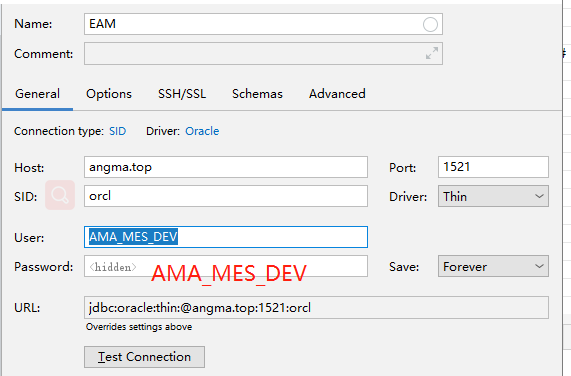 Name: EAM
Comment:
General Options SSH/SSL Schemas Advanced
Connection type: SID Driver: Oracle
Host: angma.top Port: 1521
SID: orcl Driver: Thin
User: AMA_MES_DEV
Password: <hidden> AMA_MES_DEV Save: Forever
URL: jdbc:oracle:thin:@angma.top:1521:orcl
Overrides settings above
Test Connection
#